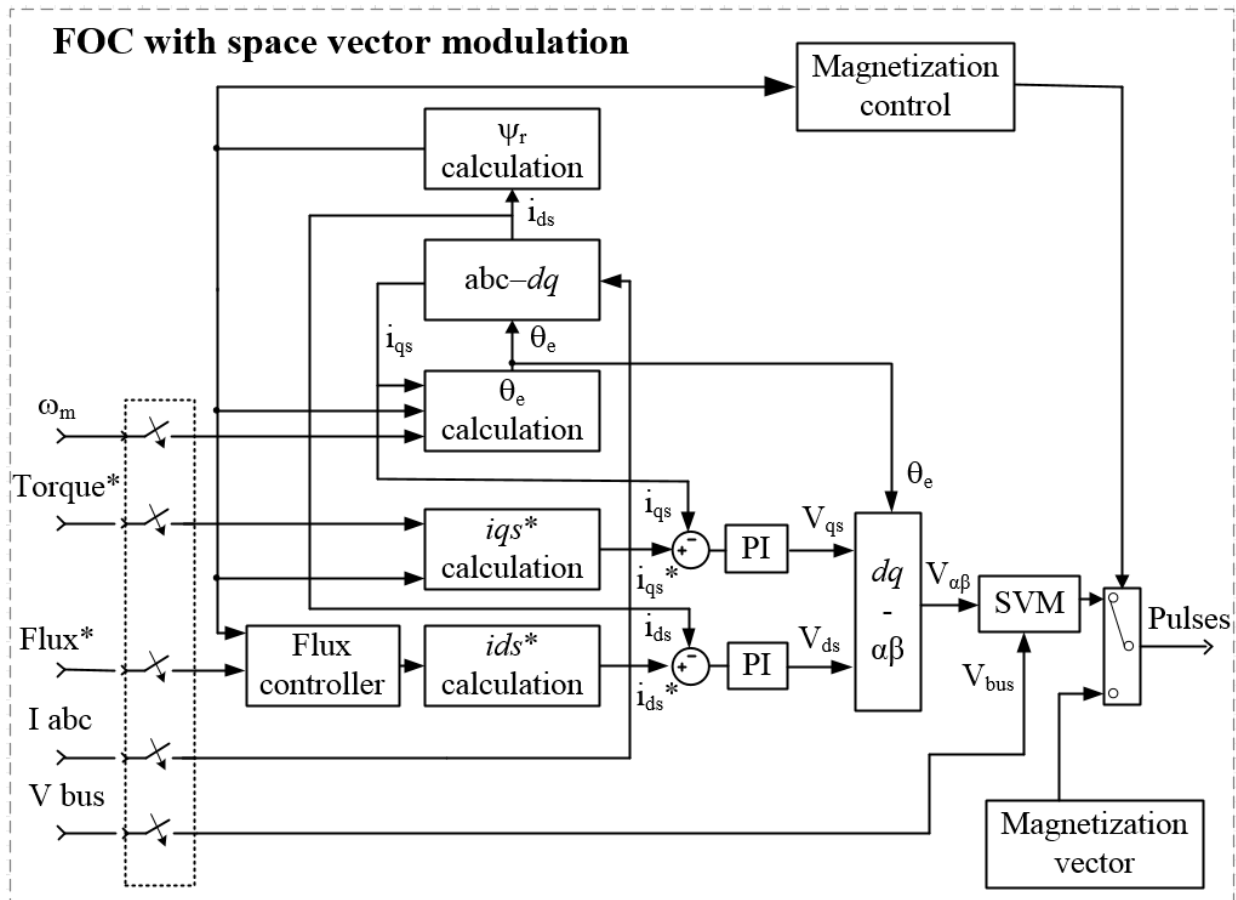 FOC with space vector modulation
Magnetization
control
ψr
calculation
ids
abc–dq
iqs
θe
θe
calculation
ωm
Torque*
Flux*
I abc
V bus
iqs*
calculation
iqs
+
-
iqs*
PI
Vqs
θe
dq
-
αβ
Vαβ
SVM
Pulses
Flux
controller
ids*
calculation
ids
+
-
ids*
PI
Vds
Vbus
Magnetization
vector